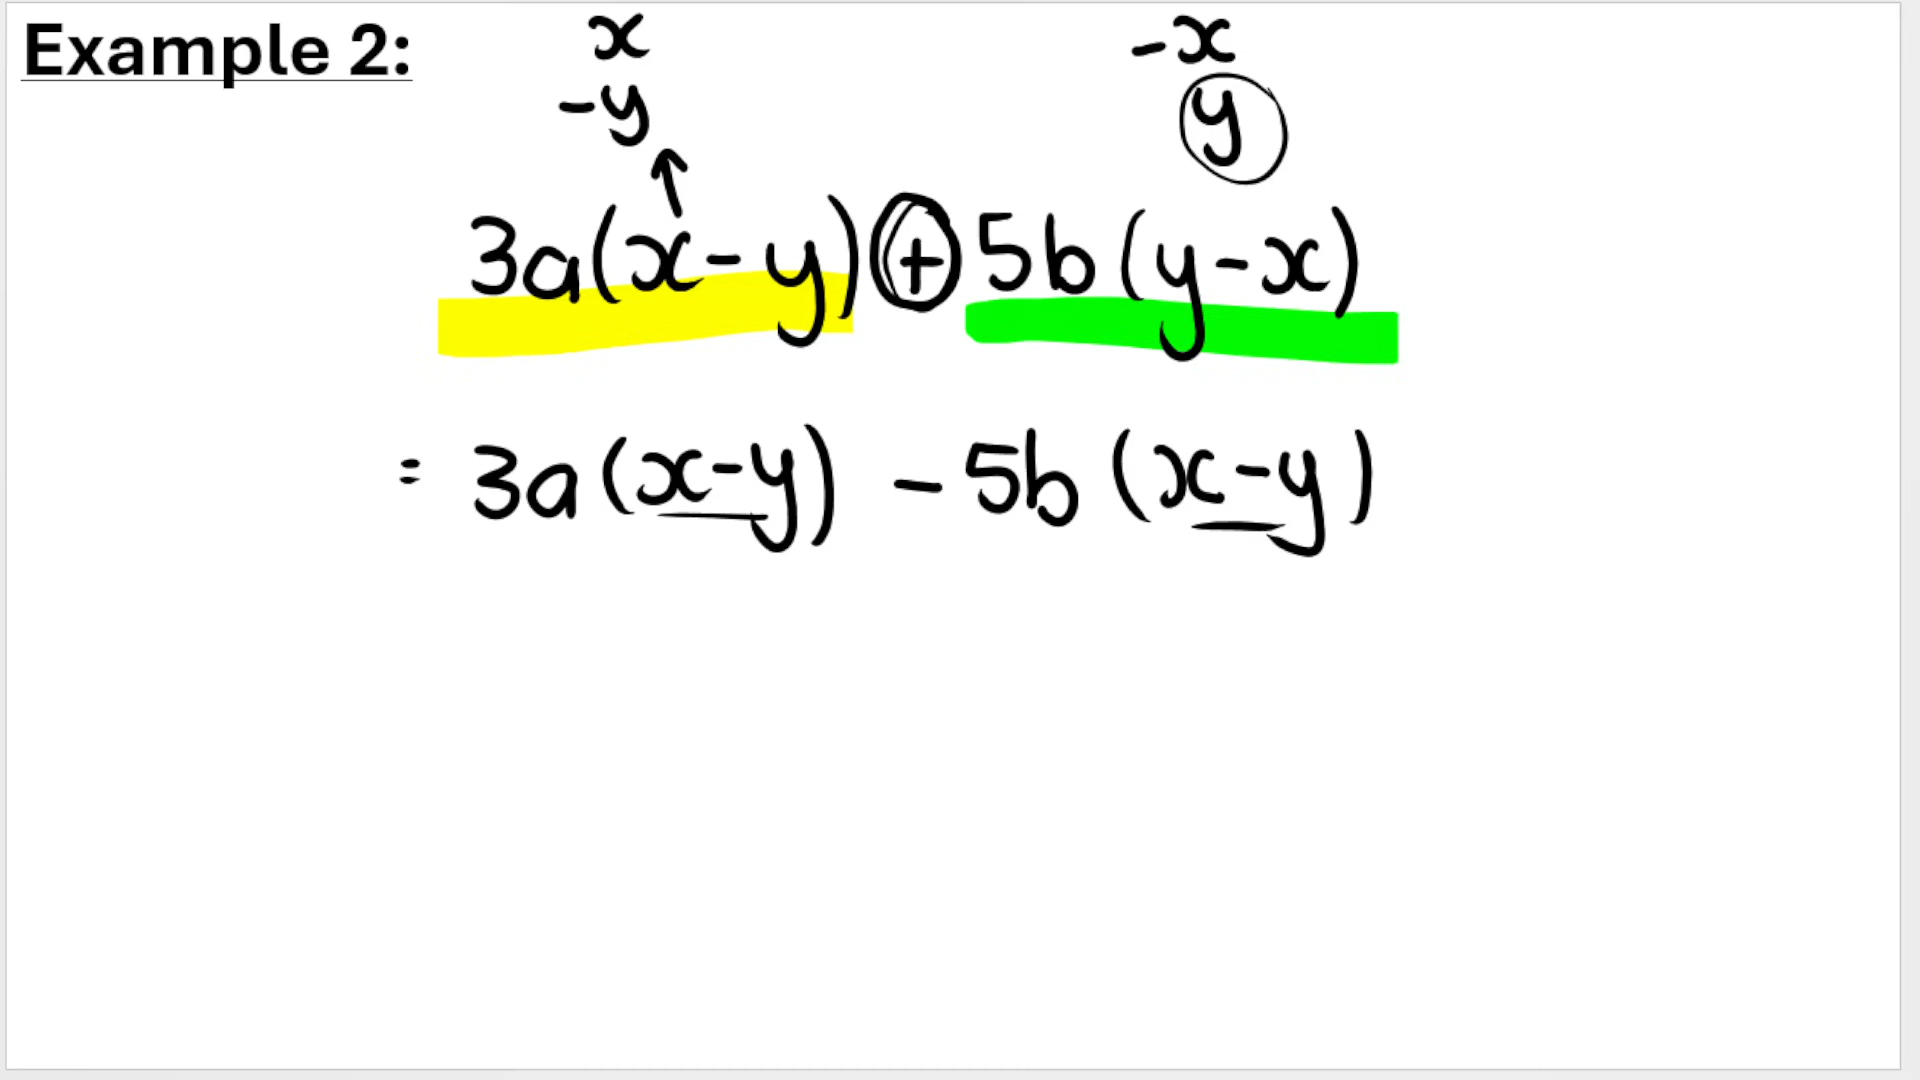 Example 2:
x -x
-y y
3a(x-y) + 5b(y-x)
= 3a(x-y) - 5b(x-y)